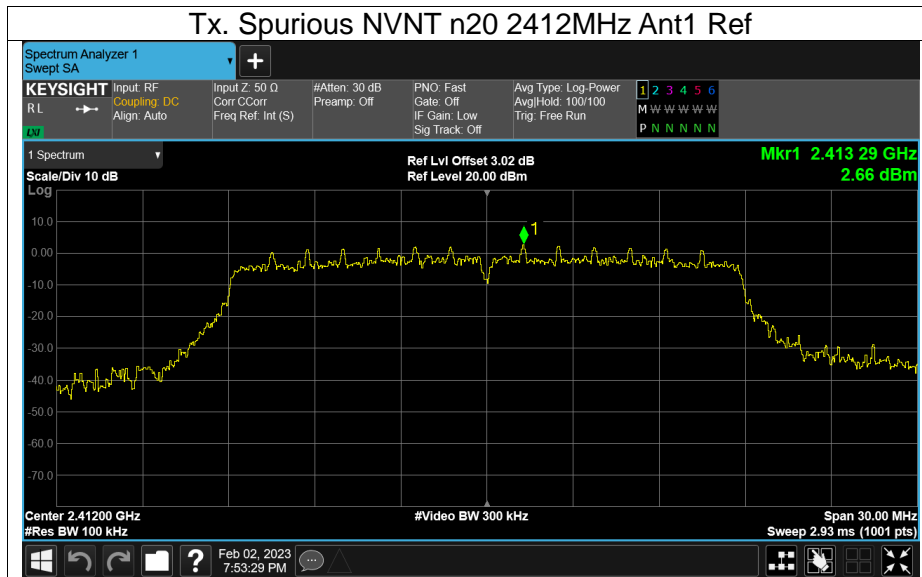 Tx. Spurious NVNT n20 2412MHz Ant1 Ref
Spectrum Analyzer 1
Swept SA
+
KEYSIGHT
RL
LXI
Input: RF
Coupling: DC
Align: Auto
Input Z: 50 Ω
Corr CCorr
Freq Ref: Int (S)
#Atten: 30 dB
Preamp: Off
PNO: Fast
Gate: Off
IF Gain: Low
Sig Track: Off
Avg Type: Log-Power
Avg|Hold: 100/100
Trig: Free Run
1 2 3 4 5 6
M W W W W W
P N N N N N
1 Spectrum
Scale/Div 10 dB
Ref Lvl Offset 3.02 dB
Ref Level 20.00 dBm
Mkr1 2.413 29 GHz
2.66 dBm
Log
10.0
0.00
-10.0
-20.0
-30.0
-40.0
-50.0
-60.0
-70.0
1
Center 2.41200 GHz
#Res BW 100 kHz
#Video BW 300 kHz
Span 30.00 MHz
Sweep 2.93 ms (1001 pts)
?
Feb 02, 2023
7:53:29 PM